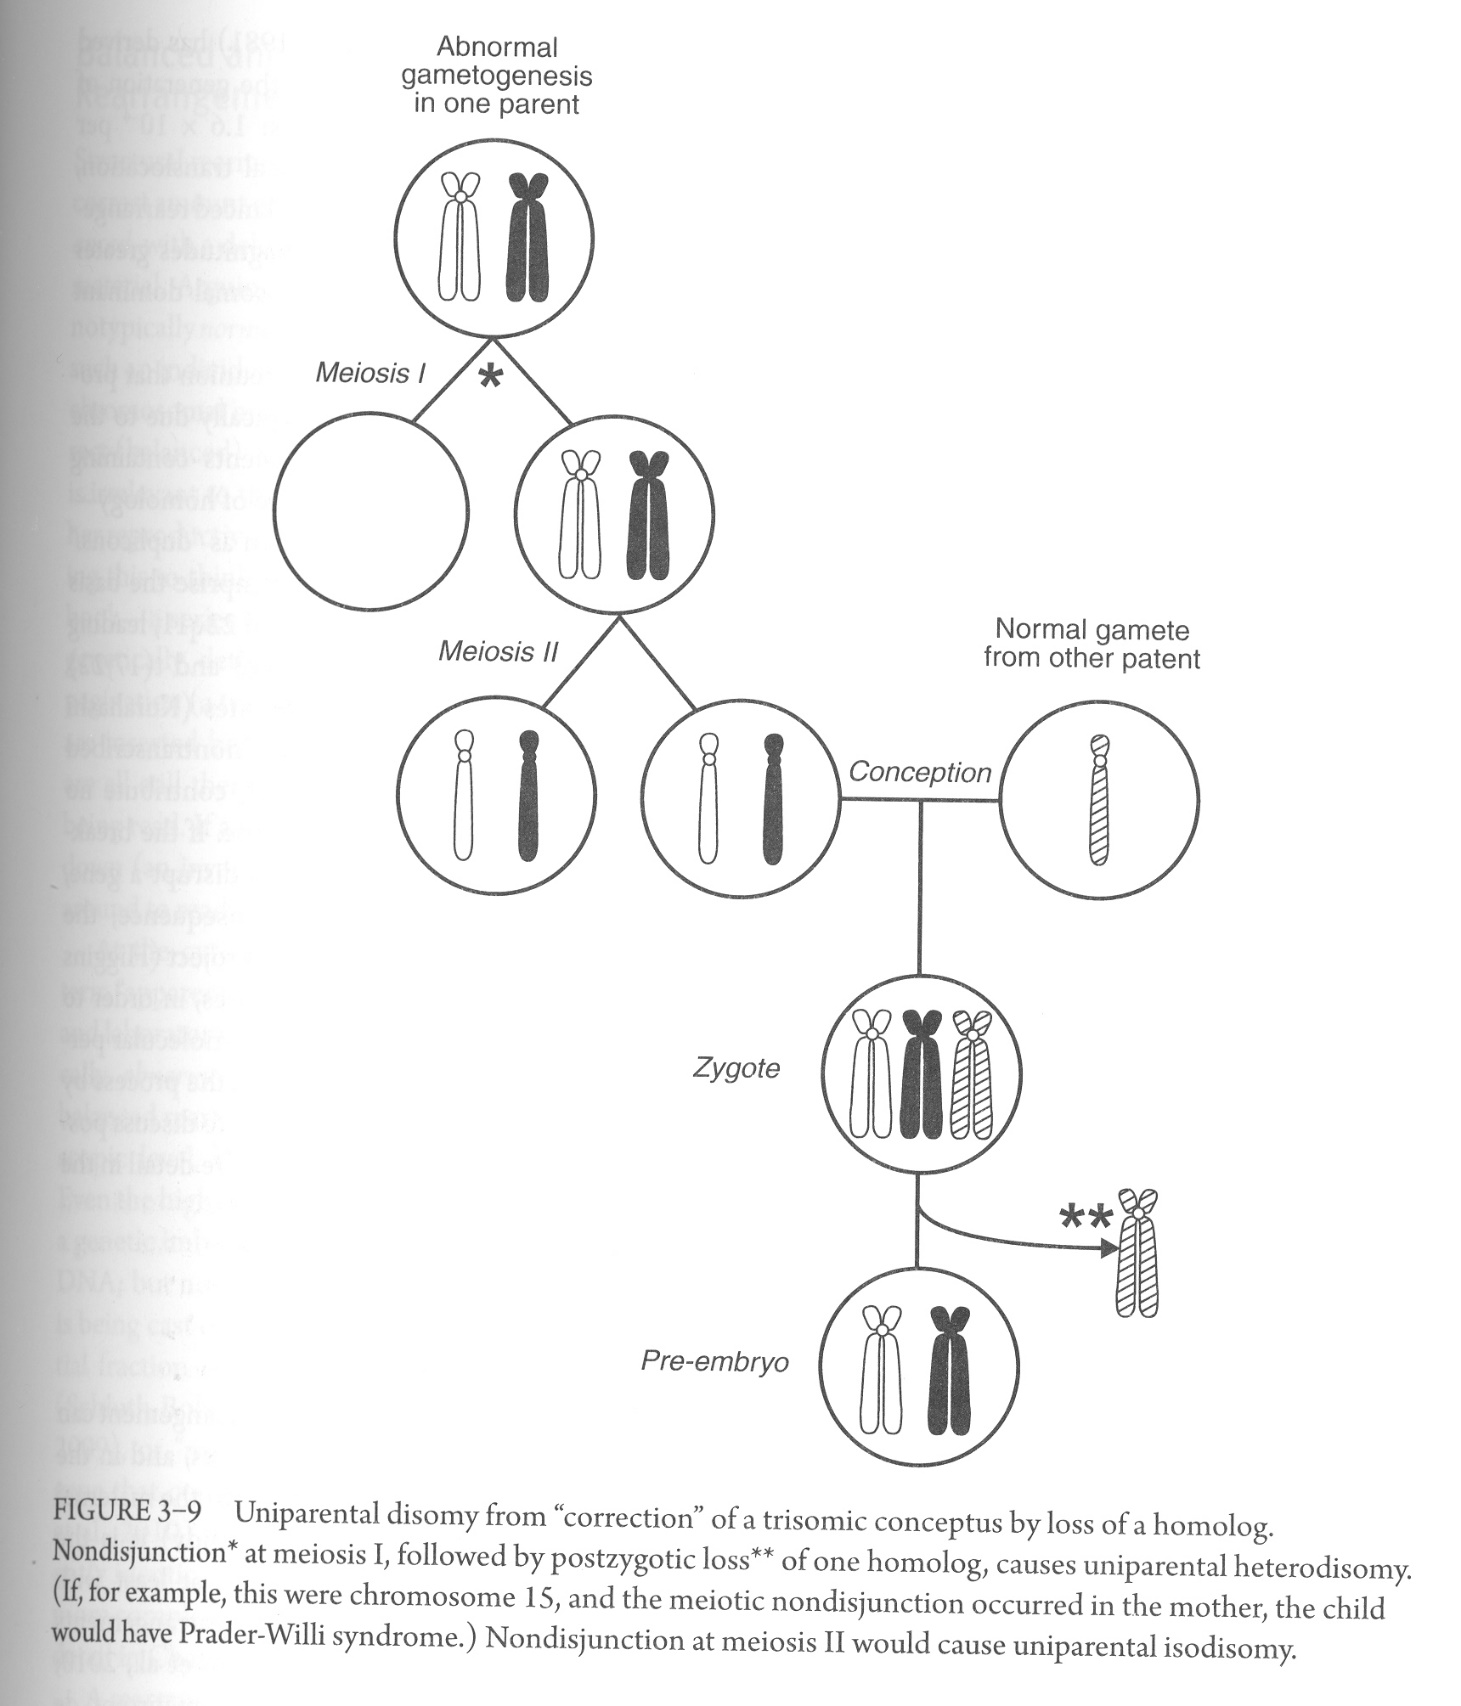 Abnormal
gametogenesis
in one parent
Meiosis I
*
Meiosis II
Normal gamete
from other patent
Conception
Zygote
**
Pre-embryo
FIGURE 3–9 Uniparental disomy from “correction” of a trisomic conceptus by loss of a homolog.
Nondisjunction* at meiosis I, followed by postzygotic loss** of one homolog, causes uniparental heterodisomy.
(If, for example, this were chromosome 15, and the meiotic nondisjunction occurred in the mother, the child
would have Prader-Willi syndrome.) Nondisjunction at meiosis II would cause uniparental isodisomy.